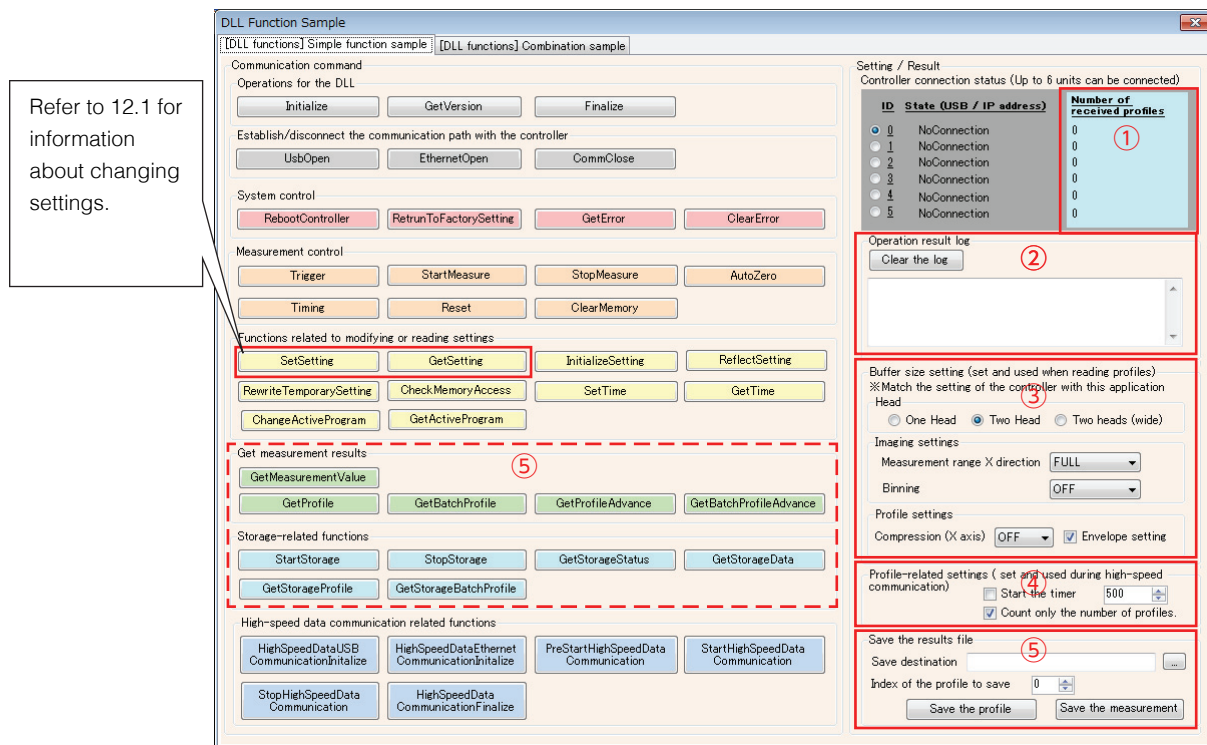 DLL Function Sample
[DLL functions] Simple function sample
[DLL functions] Combination sample
Refer to 12.1 for
information
about changing
settings.
Communication command
Operations for the DLL
Initialize
GetVersion
Finalize
Establish/disconnect the communication path with the controller
UsbOpen
EthernetOpen
CommClose
System control
RebootController
RetrunToFactorySetting
GetError
ClearError
Measurement control
Trigger
StartMeasure
StopMeasure
AutoZero
Timing
Reset
ClearMemory
Functions related to modifying or reading settings
SetSetting
GetSetting
InitializeSetting
ReflectSetting
RewriteTemporarySetting
CheckMemoryAccess
SetTime
GetTime
ChangeActiveProgram
GetActiveProgram
Get measurement results
⑤
GetMeasurementValue
GetProfile
GetBatchProfile
GetProfileAdvance
GetBatchProfileAdvance
Storage-related functions
StartStorage
StopStorage
GetStorageStatus
GetStorageData
GetStorageProfile
GetStorageBatchProfile
High-speed data communication related functions
HighSpeedDataUSB
CommunicationInitalize
HighSpeedDataEthernet
CommunicationInitalize
PreStartHighSpeedData
Communication
StartHighSpeedData
Communication
StopHighSpeedData
Communication
HighSpeedData
CommunicationFinalize
Setting / Result
Controller connection status (Up to 6 units can be connected)
ID State (USB / IP address)
Number of
received profiles
①
0 NoConnection 0
1 NoConnection 0
2 NoConnection 0
3 NoConnection 0
4 NoConnection 0
5 NoConnection 0
Operation result log
②
Clear the log
Buffer size setting (set and used when reading profiles)
※Match the setting of the controller with this application
③
Head
One Head Two Head Two heads (wide)
Imaging settings
Measurement range X direction FULL
Binning OFF
Profile settings
Compression (X axis) OFF Envelope setting
Profile-related settings ( set and used during high-speed
communication)
④
Start the timer 500
Count only the number of profiles.
Save the results file
⑤
Save destination ...
Index of the profile to save 0
Save the profile
Save the measurement